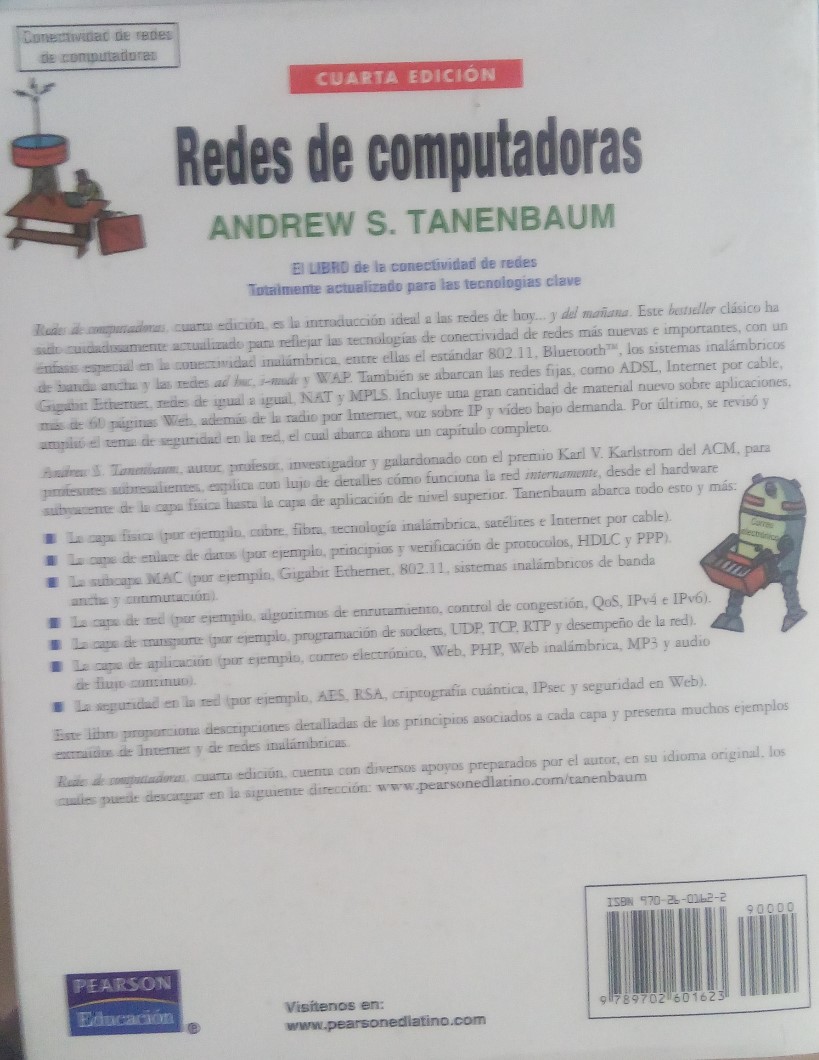 Conectividad de redes
de computadoras
CUARTA EDICIÓN
Redes de computadoras
ANDREW S. TANENBAUM
El LIBRO de la conectividad de redes
Totalmente actualizado para las tecnologías clave
Redes de computadoras, cuarta edición, es la introducción ideal a las redes de hoy... y del mañana. Este bestseller clásico ha
sido cuidadosamente actualizado para reflejar las tecnologías de conectividad de redes más nuevas e importantes, con un
énfasis especial en la conectividad inalámbrica, entre ellas el estándar 802.11, Bluetooth™, los sistemas inalámbricos
de banda ancha y las redes ad hoc, i-mode y WAP. También se abarcan las redes fijas, como ADSL, Internet por cable,
Gigabit Ethernet, redes de igual a igual, NAT y MPLS. Incluye una gran cantidad de material nuevo sobre aplicaciones,
más de 60 páginas Web, además de la radio por Internet, voz sobre IP y vídeo bajo demanda. Por último, se revisó y
amplió el tema de seguridad en la red, el cual abarca ahora un capítulo completo.
Andrew S. Tanenbaum, autor, profesor, investigador y galardonado con el premio Karl V. Karlstrom del ACM, para
profesores sobresalientes, explica con lujo de detalles cómo funciona la red internamente, desde el hardware
subyacente de la capa física hasta la capa de aplicación de nivel superior. Tanenbaum abarca todo esto y más:
■ La capa física (por ejemplo, cobre, fibra, tecnología inalámbrica, satélites e Internet por cable).
■ La capa de enlace de datos (por ejemplo, principios y verificación de protocolos, HDLC y PPP).
■ La subcapa MAC (por ejemplo, Gigabit Ethernet, 802.11, sistemas inalámbricos de banda
ancha y conmutación).
■ La capa de red (por ejemplo, algoritmos de enrutamiento, control de congestión, QoS, IPv4 e IPv6).
■ La capa de transporte (por ejemplo, programación de sockets, UDP, TCP, RTP y desempeño de la red).
■ La capa de aplicación (por ejemplo, correo electrónico, Web, PHP, Web inalámbrica, MP3 y audio
de flujo continuo).
■ La seguridad en la red (por ejemplo, AES, RSA, criptografía cuántica, IPsec y seguridad en Web).
Correo
electrónico
Este libro proporciona descripciones detalladas de los principios asociados a cada capa y presenta muchos ejemplos
extraídos de Internet y de redes inalámbricas.
Redes de computadoras, cuarta edición, cuenta con diversos apoyos preparados por el autor, en su idioma original, los
cuales puede descargar en la siguiente dirección: www.pearsonedlatino.com/tanenbaum
ISBN 970-26-0162-2
90000
9 789702 601623
PEARSON
Educación
®
Visítenos en:
www.pearsonedlatino.com